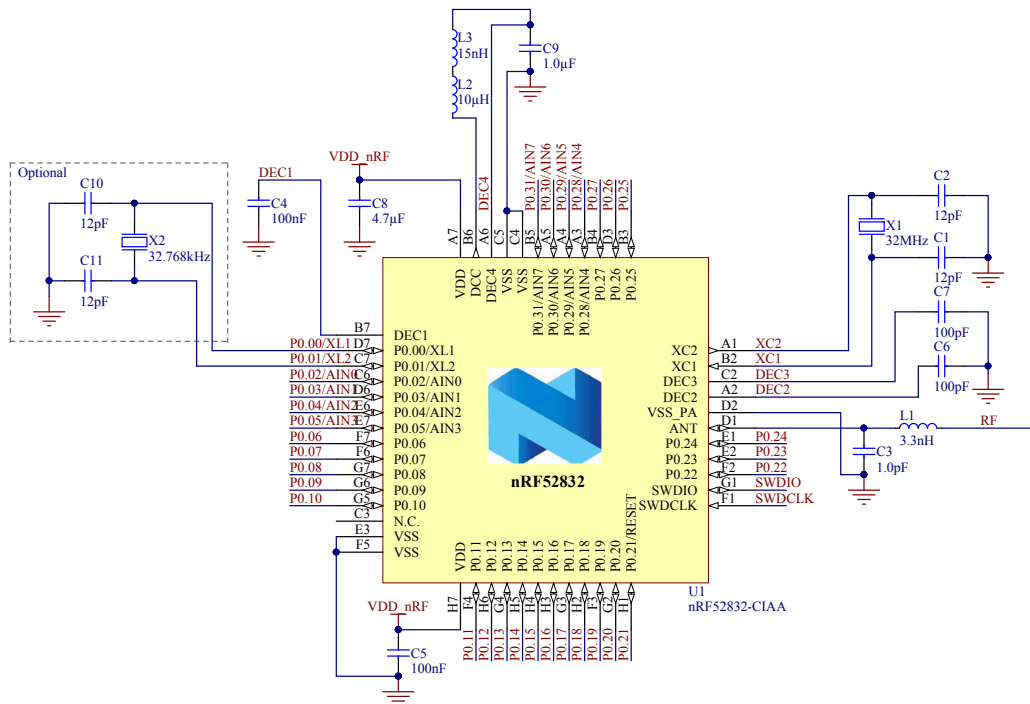 L3
15nH
L2
10µH
C9
1.0µF
VDD_nRF
C8
4.7µF
DEC1
C4
100nF
Optional
C10
12pF
X2
32.768kHz
C11
12pF
DEC4
P0.31/AIN7
P0.30/AIN6
P0.29/AIN5
P0.28/AIN4
P0.27
P0.26
P0.25
A7
B6
A6
C5
C4
B5
A5
A4
A3
B4
D3
B3
VDD
DCC
DEC4
VSS
VSS
P0.31/AIN7
P0.30/AIN6
P0.29/AIN5
P0.28/AIN4
P0.27
P0.26
P0.25
C2
12pF
X1
32MHz
C1
12pF
C7
100pF
C6
100pF
B7 DEC1
P0.00/XL1 D7 P0.00/XL1
P0.01/XL2 C7 P0.01/XL2
P0.02/AIN0 C6 P0.02/AIN0
P0.03/AIN1 D6 P0.03/AIN1
P0.04/AIN2 E6 P0.04/AIN2
P0.05/AIN3 E7 P0.05/AIN3
P0.06 F7 P0.06
P0.07 F6 P0.07
P0.08 G7 P0.08
P0.09 G6 P0.09
P0.10 G5 P0.10
C3 N.C.
E3 VSS
F5 VSS
nRF52832
XC2 A1 XC2
XC1 B2 XC1
DEC3 C2 DEC3
DEC2 A2 DEC2
VSS_PA D2
ANT D1
P0.24 E1 P0.24
P0.23 E2 P0.23
P0.22 F2 P0.22
SWDIO G1 SWDIO
SWDCLK F1 SWDCLK
L1
3.3nH
RF
C3
1.0pF
VDD
P0.11
P0.12
P0.13
P0.14
P0.15
P0.16
P0.17
P0.18
P0.19
P0.20
P0.21/RESET
U1
nRF52832-CIAA
H7
F4
H6
G4
H5
H4
H3
G3
H2
F3
G2
H1
VDD_nRF
C5
100nF
P0.11
P0.12
P0.13
P0.14
P0.15
P0.16
P0.17
P0.18
P0.19
P0.20
P0.21